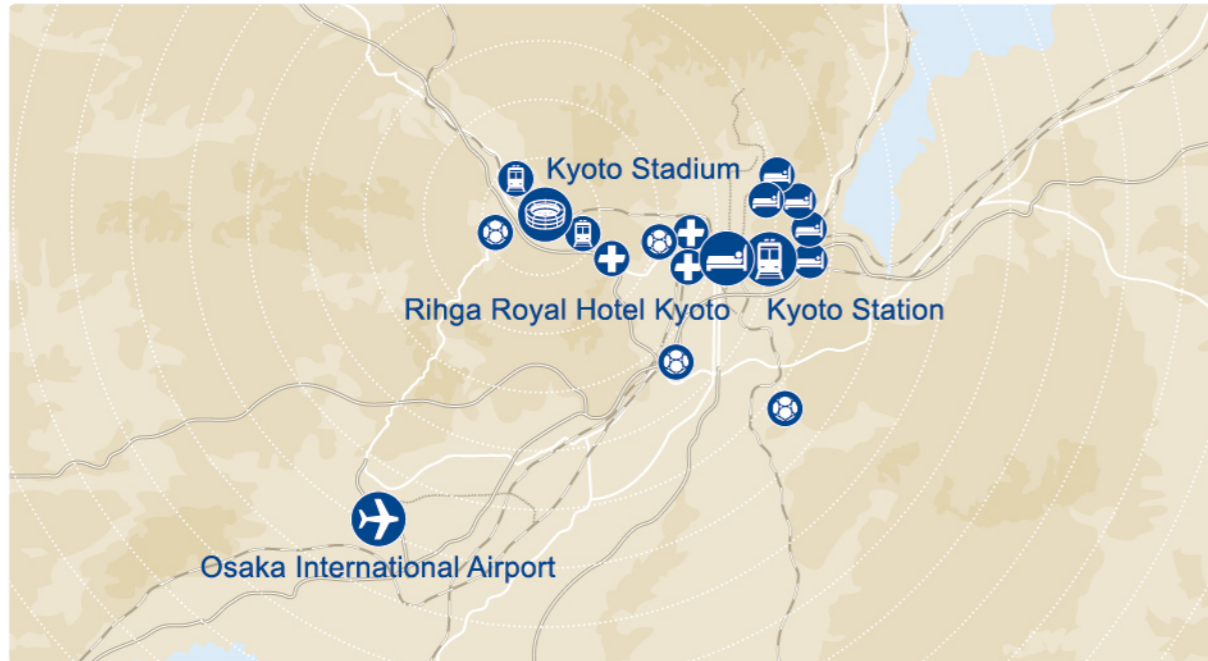 Kyoto Stadium
Rihga Royal Hotel Kyoto
Kyoto Station
Osaka International Airport